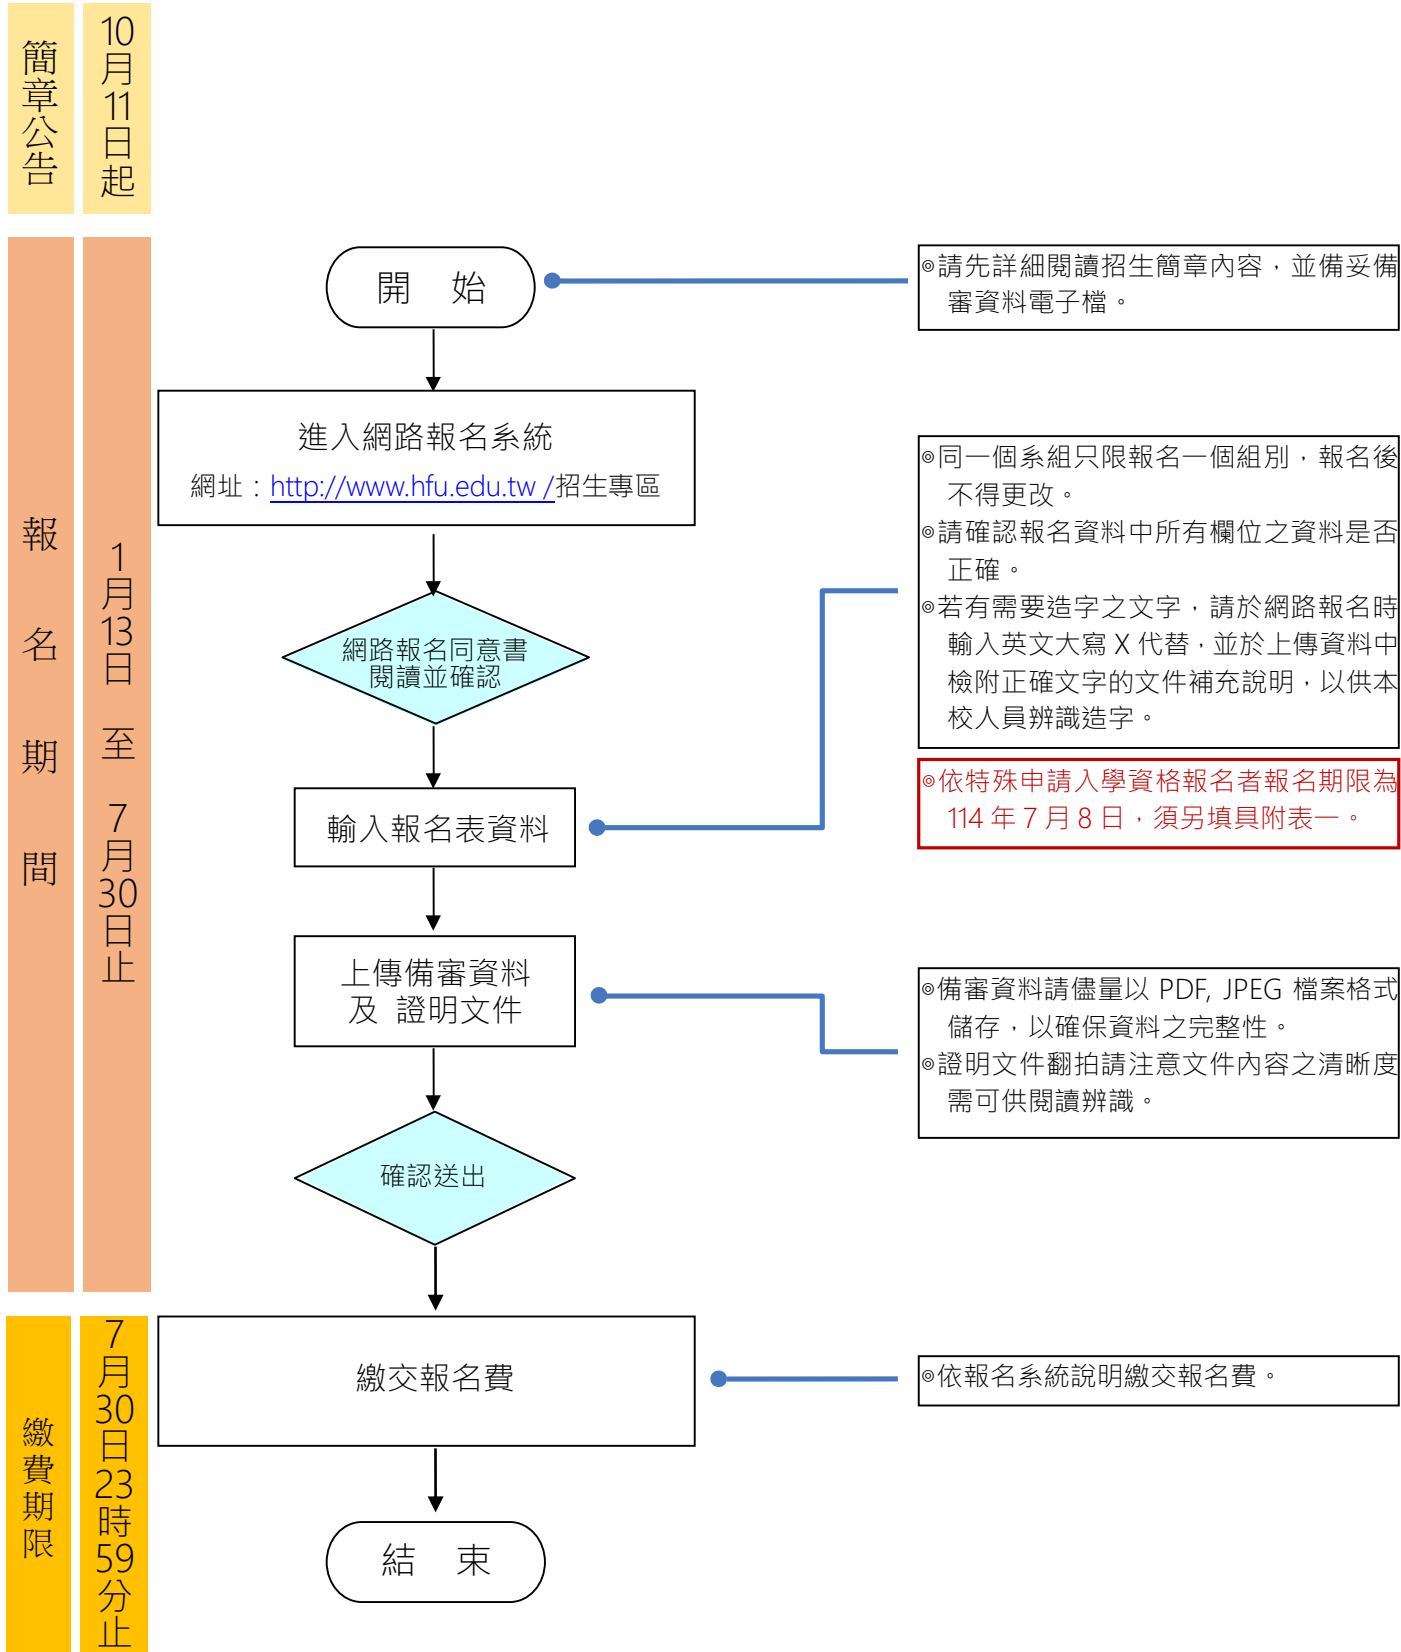 簡章公告
10月11日起
報名期間
1月13日 至 7月30日止
開 始
◎請先詳細閱讀招生簡章內容，並備妥備
審資料電子檔。
進入網路報名系統
網址：http://www.hfu.edu.tw /招生專區
◎同一個系組只限報名一個組別，報名後
不得更改。
◎請確認報名資料中所有欄位之資料是否
正確。
◎若有需要造字之文字，請於網路報名時
輸入英文大寫 X 代替，並於上傳資料中
檢附正確文字的文件補充說明，以供本
校人員辨識造字。
網路報名同意書
閱讀並確認
◎依特殊申請入學資格報名者報名期限為
114 年 7 月 8 日，須另填具附表一。
輸入報名表資料
上傳備審資料
及 證明文件
◎備審資料請儘量以 PDF, JPEG 檔案格式
儲存，以確保資料之完整性。
◎證明文件翻拍請注意文件內容之清晰度
需可供閱讀辨識。
確認送出
繳費期限
7月30日23時59分止
繳交報名費
◎依報名系統說明繳交報名費。
結 束